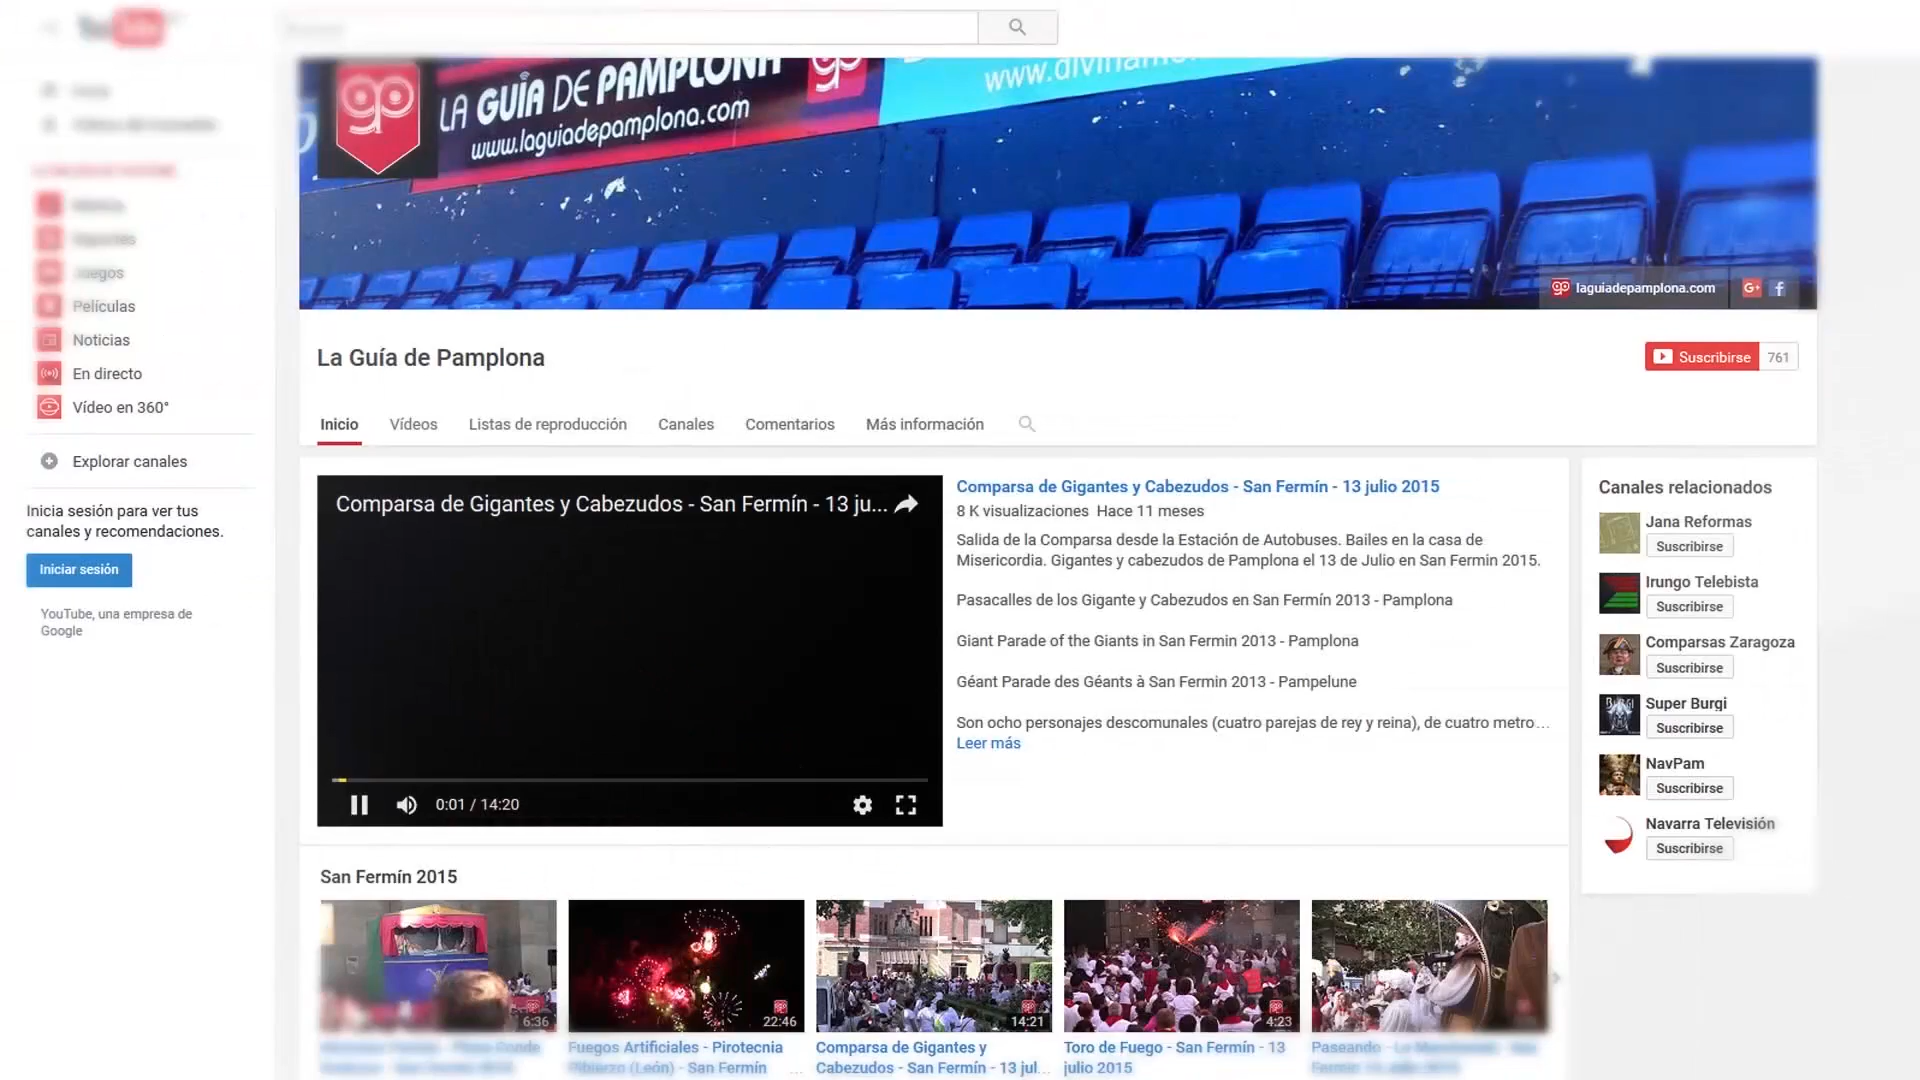 gp
LA GUÍA DE PAMPLONA
www.laguiadepamplona.com
gp
gp laguiadepamplona.com G+ f
La Guía de Pamplona
Suscribirse 761
Inicio Vídeos Listas de reproducción Canales Comentarios Más información
Juegos
Películas
Noticias
En directo
Vídeo en 360°
Explorar canales
Inicia sesión para ver tus
canales y recomendaciones.
Iniciar sesión
YouTube, una empresa de
Google
Comparsa de Gigantes y Cabezudos - San Fermín - 13 ju...
0:01 / 14:20
Comparsa de Gigantes y Cabezudos - San Fermín - 13 julio 2015
8 K visualizaciones Hace 11 meses
Salida de la Comparsa desde la Estación de Autobuses. Bailes en la casa de
Misericordia. Gigantes y cabezudos de Pamplona el 13 de Julio en San Fermin 2015.
Pasacalles de los Gigante y Cabezudos en San Fermín 2013 - Pamplona
Giant Parade of the Giants in San Fermin 2013 - Pamplona
Géant Parade des Géants à San Fermin 2013 - Pampelune
Son ocho personajes descomunales (cuatro parejas de rey y reina), de cuatro metro...
Leer más
Canales relacionados
Jana Reformas
Suscribirse
Irungo Telebista
Suscribirse
Comparsas Zaragoza
Suscribirse
Super Burgi
Suscribirse
NavPam
Suscribirse
Navarra Televisión
Suscribirse
San Fermín 2015
6:36
22:46
14:21
4:23
Fuegos Artificiales - Pirotecnia
(León) - San Fermín ...
Comparsa de Gigantes y
Cabezudos - San Fermín - 13 jul...
Toro de Fuego - San Fermín - 13
julio 2015
Paseando